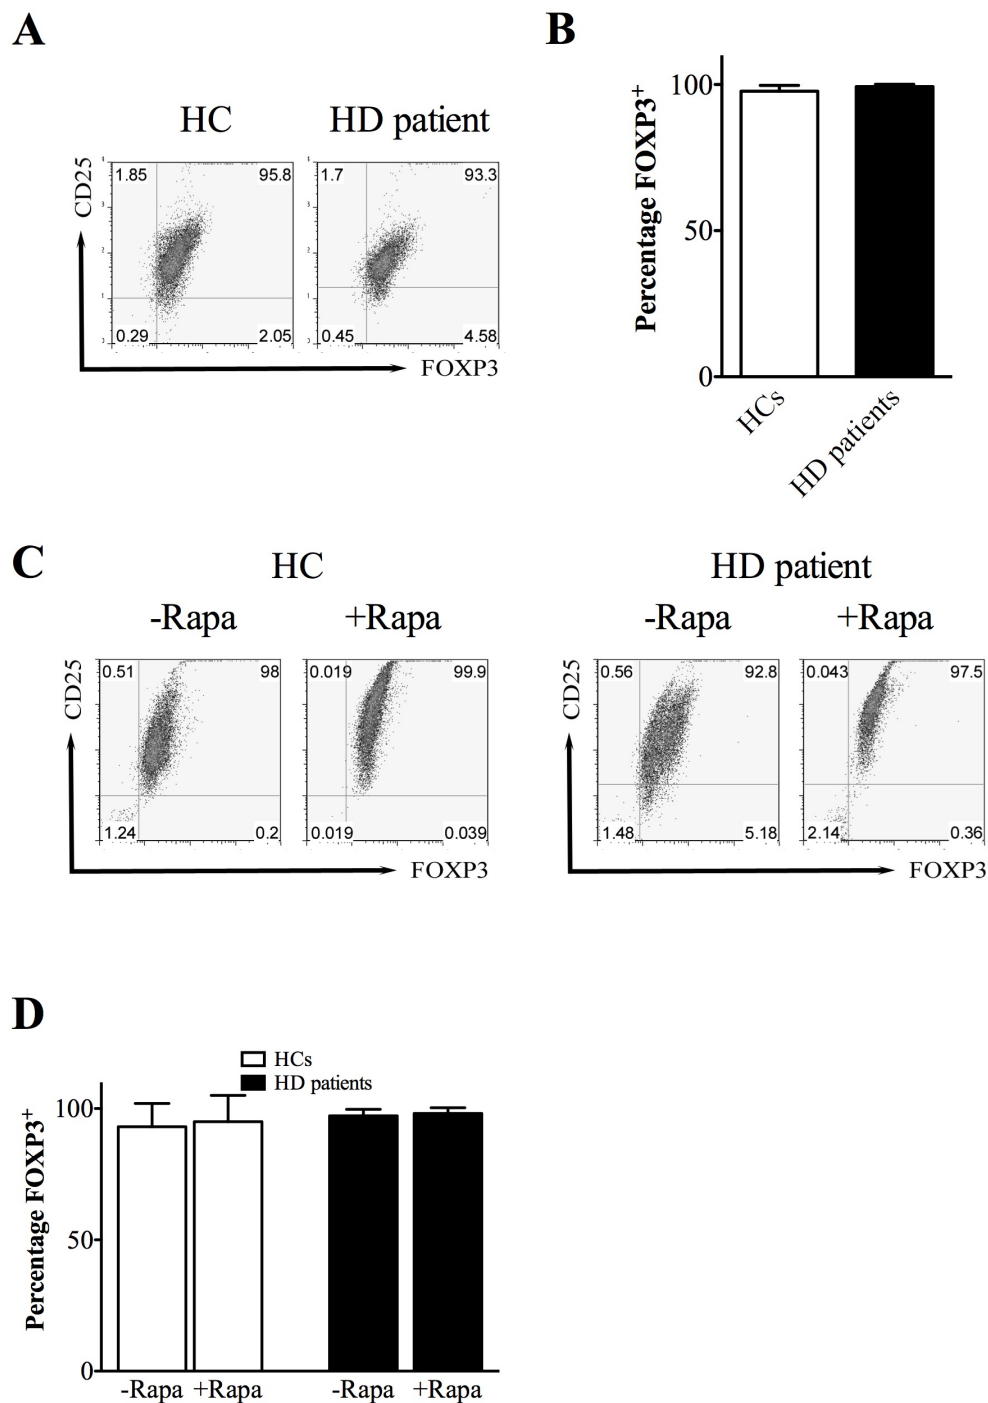 A
B
HC HD patient
CD25
1.85 95.8
0.29 2.05
1.7 93.3
0.45 4.58
FOXP3
Percentage FOXP3+
100
50
0
HCs
HD patients
C
HC HD patient
-Rapa +Rapa -Rapa +Rapa
CD25
0.51 98
1.24 0.2
0.019 99.9
0.019 0.039
FOXP3
CD25
0.56 92.8
1.48 5.18
0.043 97.5
2.14 0.36
FOXP3
D
HCs
HD patients
Percentage FOXP3+
100
50
0
-Rapa +Rapa -Rapa +Rapa